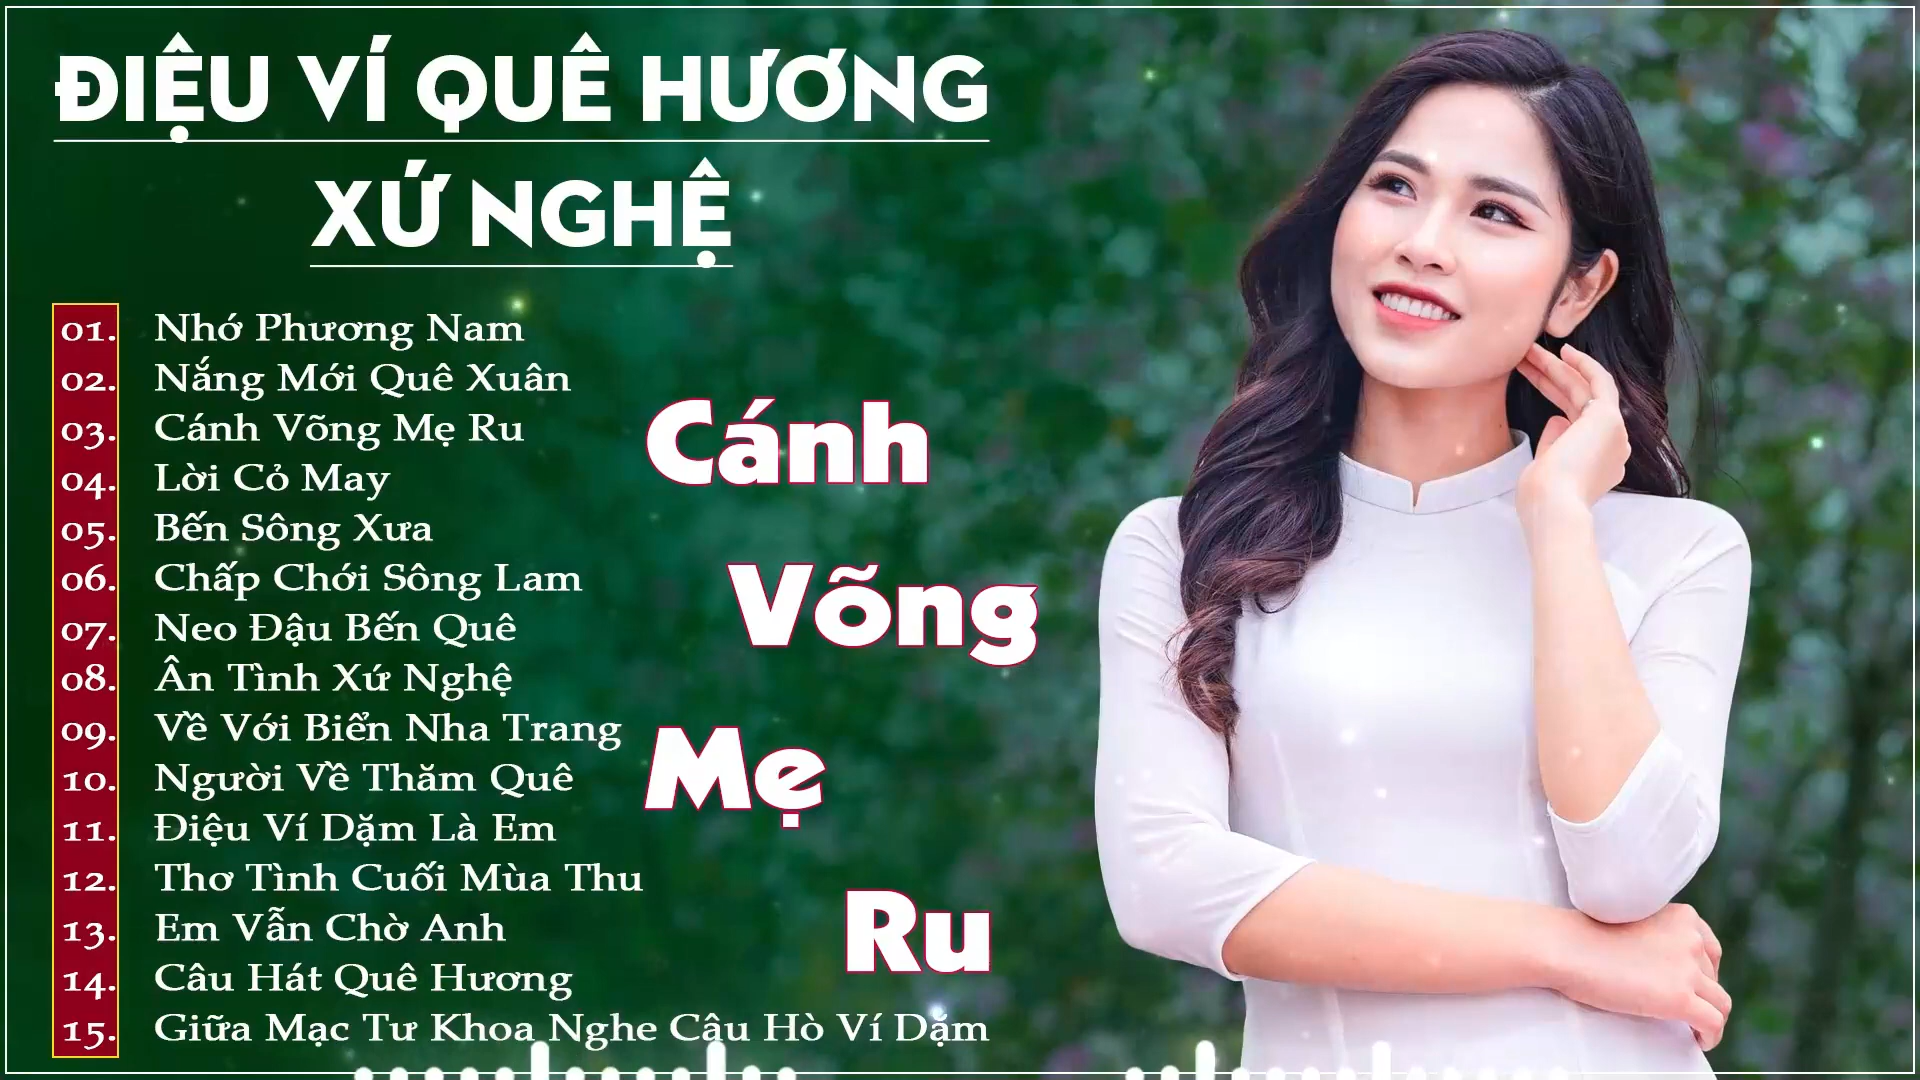 ĐIỆU VÍ QUÊ HƯƠNG
XỨ NGHỆ
01. Nhớ Phương Nam
02. Nắng Mới Quê Xuân
03. Cánh Võng Mẹ Ru
04. Lời Cỏ May
05. Bến Sông Xưa
06. Chấp Chới Sông Lam
07. Neo Đậu Bến Quê
08. Ân Tình Xứ Nghệ
09. Về Với Biển Nha Trang
10. Người Về Thăm Quê
11. Điệu Ví Dặm Là Em
12. Thơ Tình Cuối Mùa Thu
13. Em Vẫn Chờ Anh
14. Câu Hát Quê Hương
15. Giữa Mạc Tư Khoa Nghe Câu Hò Ví Dặm
Cánh
Võng
Mẹ
Ru